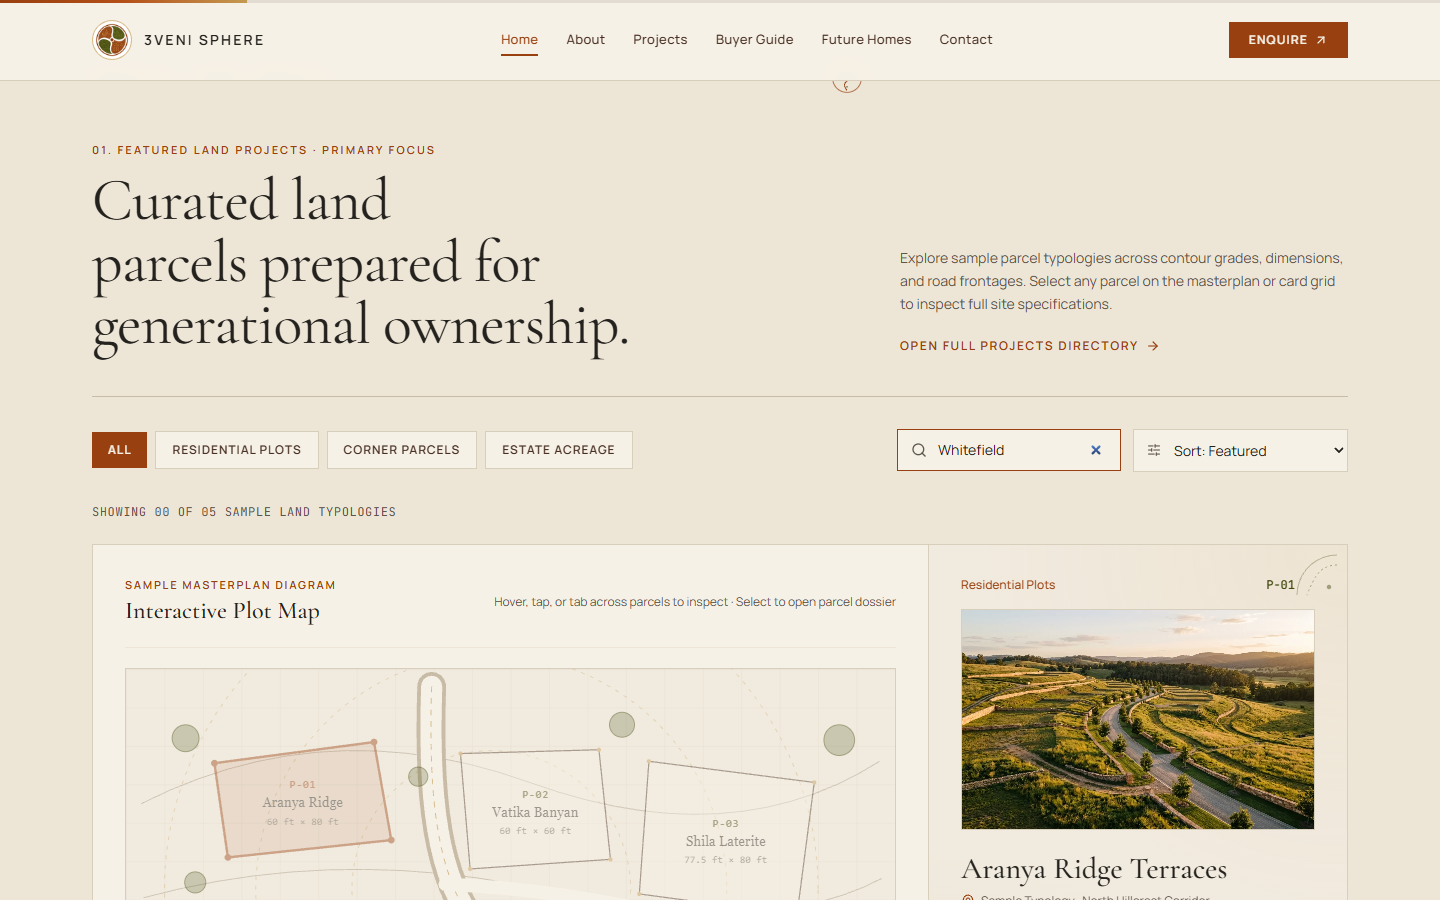 3VENI SPHERE
Home
About
Projects
Buyer Guide
Future Homes
Contact
ENQUIRE
01. FEATURED LAND PROJECTS · PRIMARY FOCUS
Curated land
parcels prepared for
generational ownership.
Explore sample parcel typologies across contour grades, dimensions,
and road frontages. Select any parcel on the masterplan or card grid
to inspect full site specifications.
OPEN FULL PROJECTS DIRECTORY
ALL
RESIDENTIAL PLOTS
CORNER PARCELS
ESTATE ACREAGE
Whitefield
Sort: Featured
SHOWING 00 OF 05 SAMPLE LAND TYPOLOGIES
SAMPLE MASTERPLAN DIAGRAM
Interactive Plot Map
Hover, tap, or tab across parcels to inspect · Select to open parcel dossier
P-01
Aranya Ridge
60 ft × 80 ft
P-02
Vatika Banyan
60 ft × 60 ft
P-03
Shila Laterite
77.5 ft × 80 ft
Residential Plots
P-01
Aranya Ridge Terraces
Sample Typology · North Hillcrest Corridor